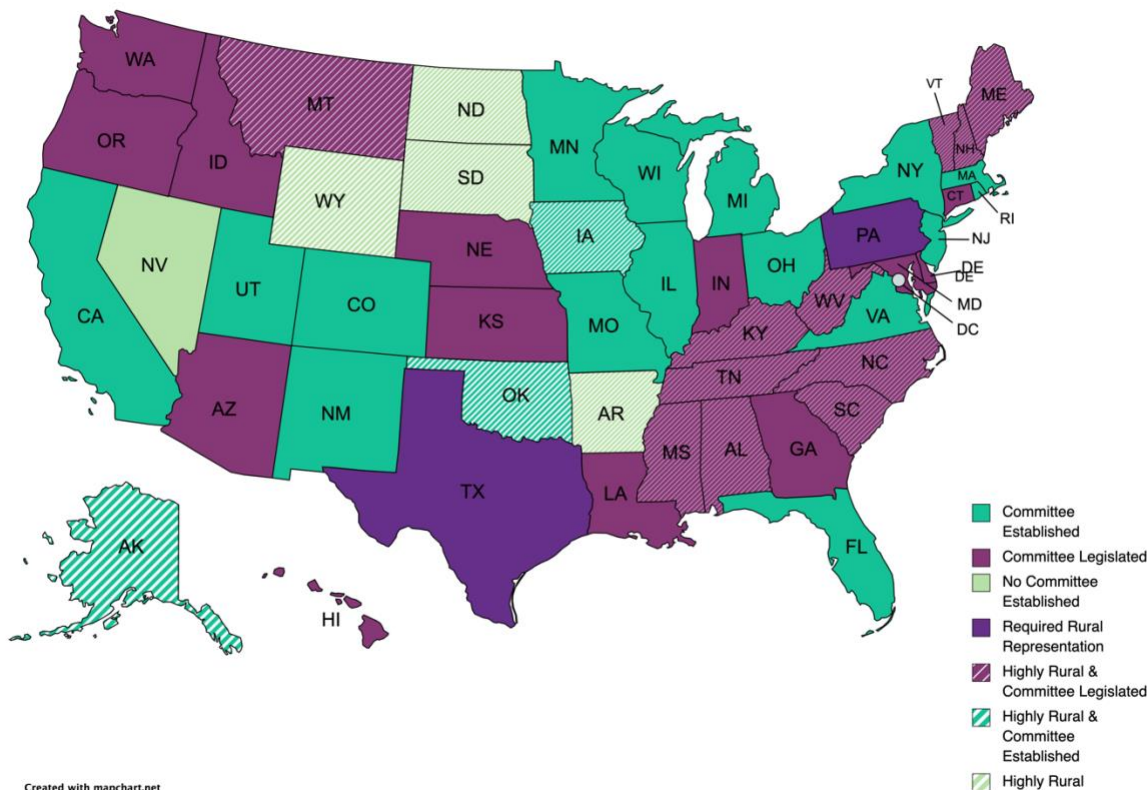 WA
MT
ND
MN
VT
ME
OR
ID
SD
WI
NH
NY
MA
WY
MI
CT
RI
IA
PA
NJ
NE
NV
OH
DE
DE
UT
IL
IN
CO
WV
MD
CA
KS
MO
VA
DC
KY
NC
TN
OK
AZ
NM
AR
SC
MS
AL
GA
TX
LA
AK
FL
HI
Committee
Established
Committee Legislated
No Committee
Established
Required Rural
Representation
Highly Rural &
Committee Legislated
Highly Rural &
Committee
Established
Highly Rural
Created with mapchart.net